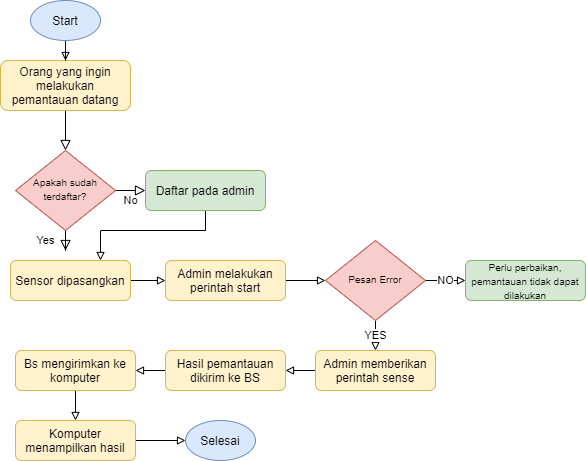 Start
Orang yang ingin
melakukan
pemantauan datang
Apakah sudah
terdaftar?
No
Daftar pada admin
Yes
Sensor dipasangkan
Admin melakukan
perintah start
Pesan Error
NO
Perlu perbaikan,
pemantauan tidak dapat
dilakukan
YES
Admin memberikan
perintah sense
Hasil pemantauan
dikirim ke BS
Bs mengirimkan ke
komputer
Komputer
menampilkan hasil
Selesai